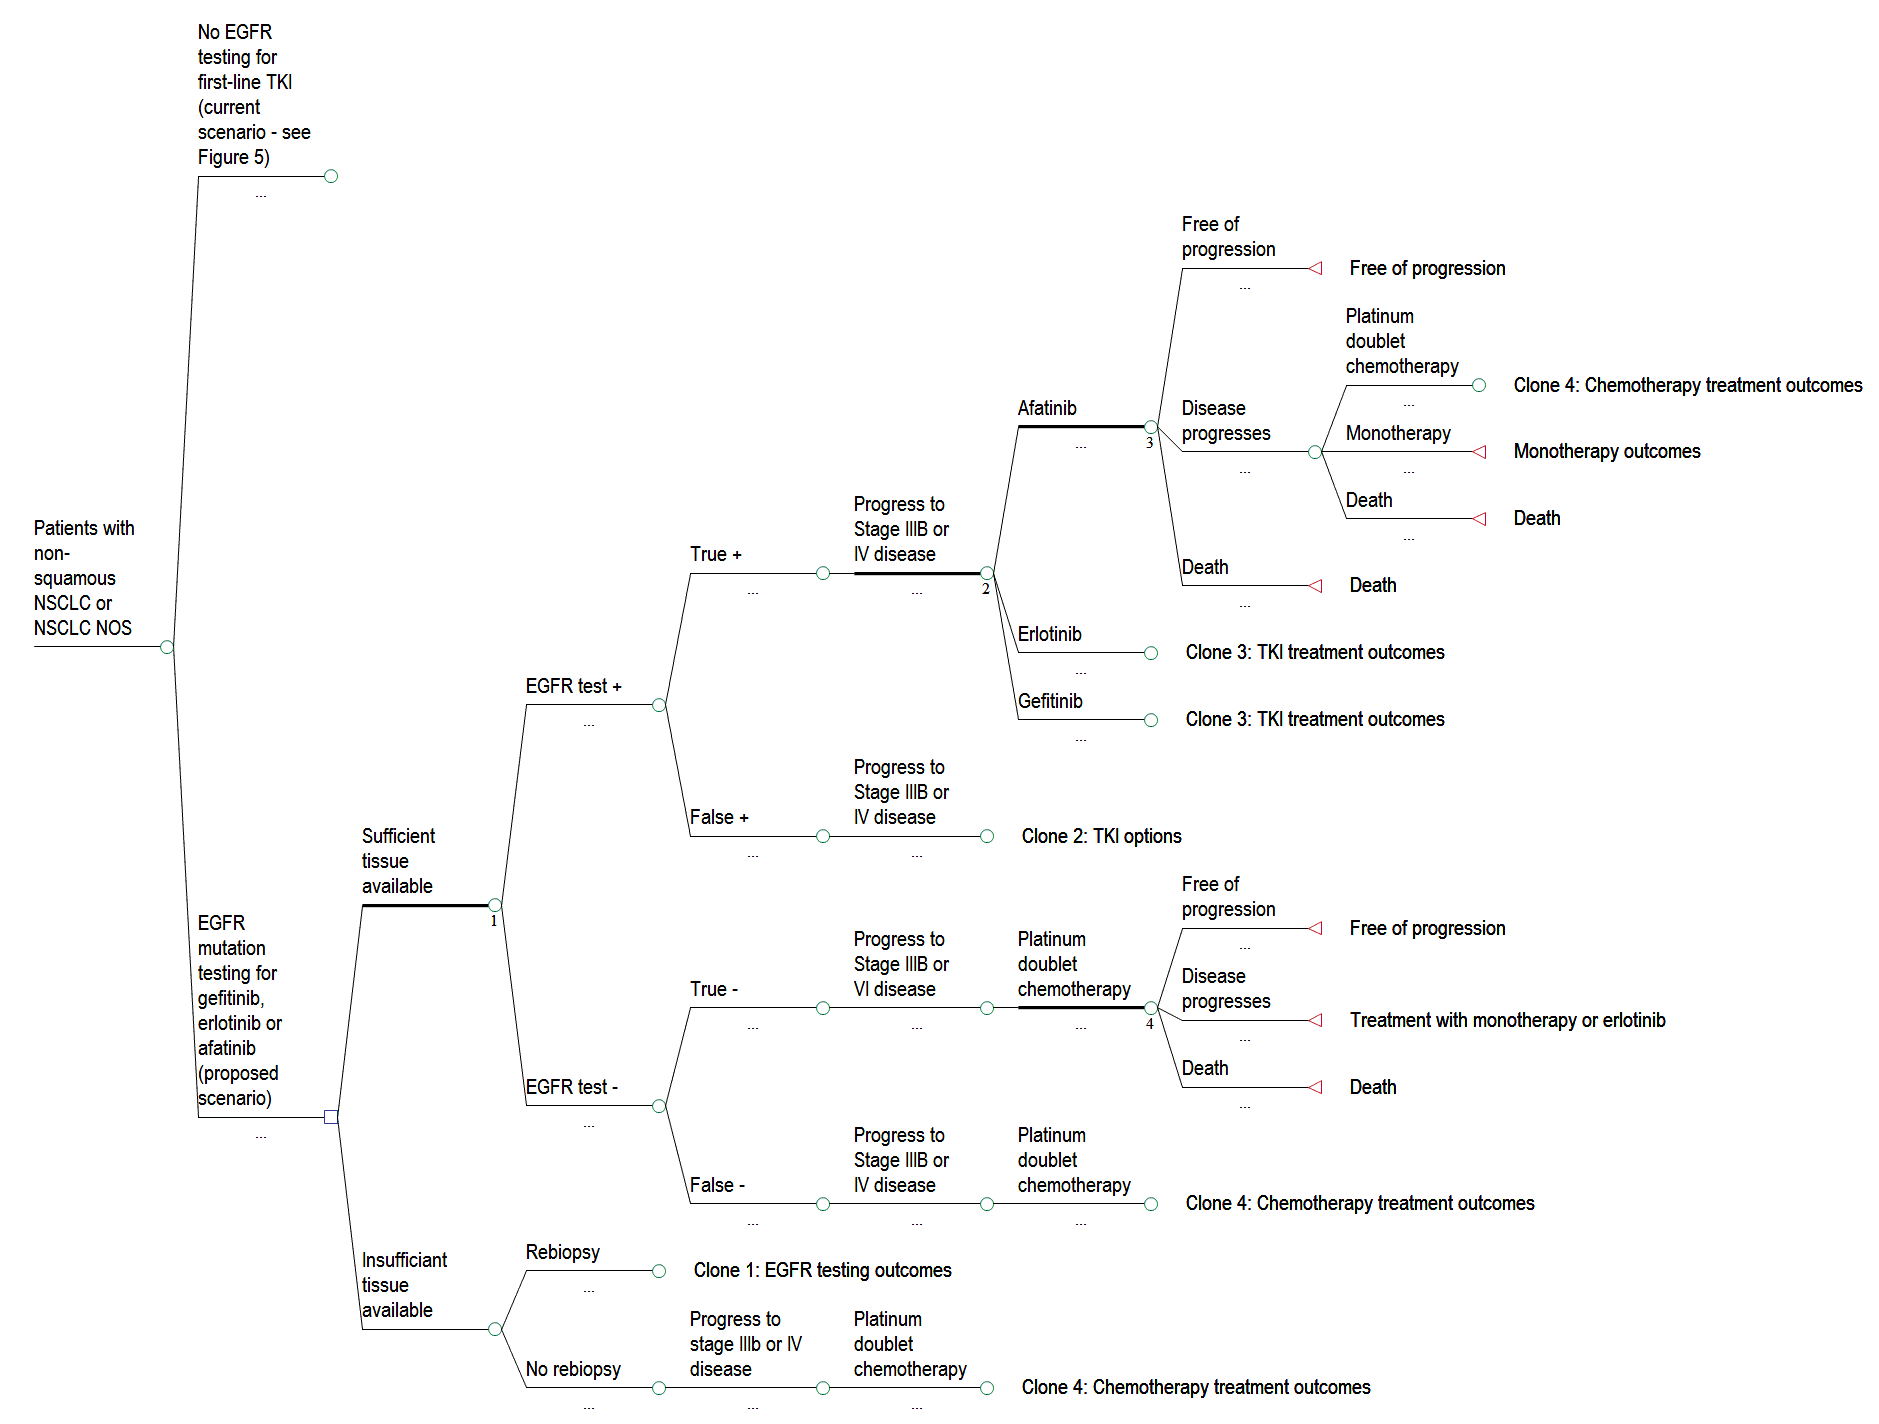 No EGFR
testing for
first-line TKI
(current
scenario - see
Figure 5)
...
Patients with
non-
squamous
NSCLC or
NSCLC NOS
EGFR
mutation
testing for
gefitinib,
erlotinib or
afatinib
(proposed
scenario)
...
Sufficient
tissue
available
1
EGFR test +
...
True +
...
Progress to
Stage IIIB or
IV disease
...
2
Afatinib
...
3
Free of
progression
...
Free of progression
Disease
progresses
...
Platinum
doublet
chemotherapy
...
Clone 4: Chemotherapy treatment outcomes
Monotherapy
...
Monotherapy outcomes
Death
...
Death
Death
...
Death
Erlotinib
...
Clone 3: TKI treatment outcomes
Gefitinib
...
Clone 3: TKI treatment outcomes
False +
...
Progress to
Stage IIIB or
IV disease
...
Clone 2: TKI options
EGFR test -
...
True -
...
Progress to
Stage IIIB or
VI disease
...
Platinum
doublet
chemotherapy
...
4
Free of
progression
...
Free of progression
Disease
progresses
...
Treatment with monotherapy or erlotinib
Death
...
Death
False -
...
Progress to
Stage IIIB or
IV disease
...
Platinum
doublet
chemotherapy
...
Clone 4: Chemotherapy treatment outcomes
Insufficiant
tissue
available
Rebiopsy
...
Clone 1: EGFR testing outcomes
No rebiopsy
...
Progress to
stage IIIb or IV
disease
...
Platinum
doublet
chemotherapy
...
Clone 4: Chemotherapy treatment outcomes